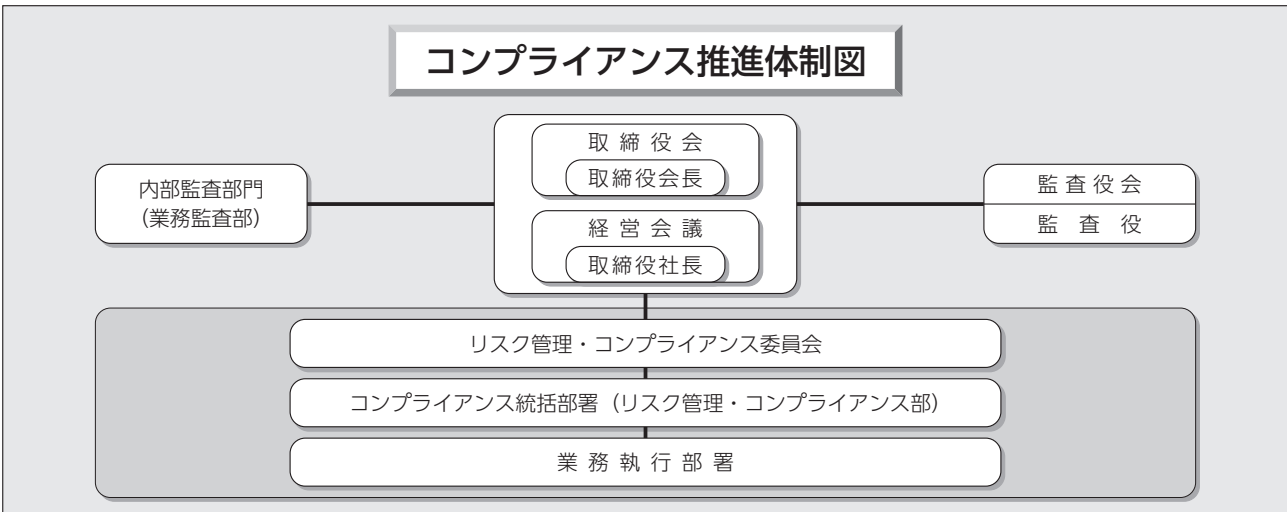 コンプライアンス推進体制図
取締役会
取締役会長
内部監査部門
(業務監査部)
監査役会
監査役
経営会議
取締役社長
リスク管理・コンプライアンス委員会
コンプライアンス統括部署(リスク管理・コンプライアンス部)
業務執行部署